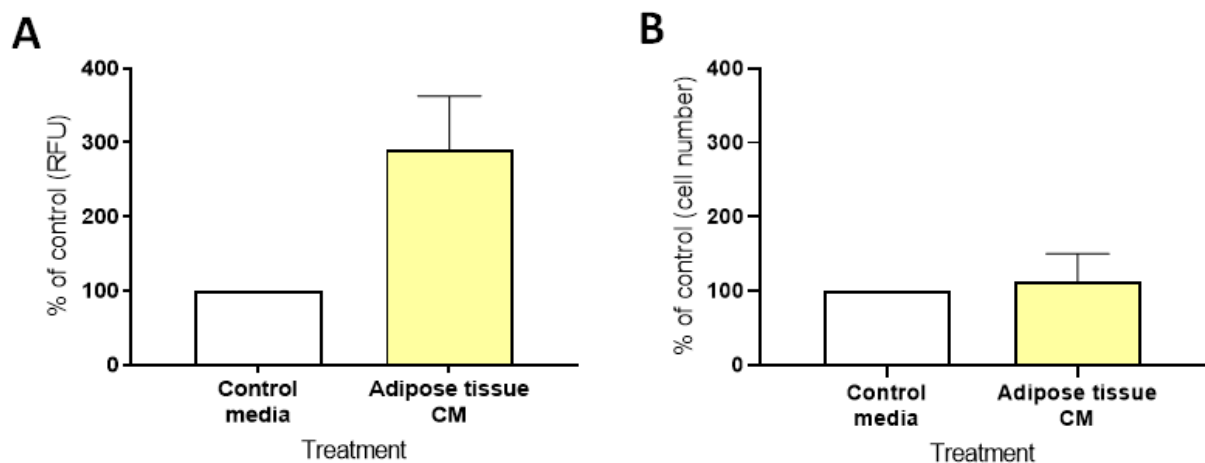 A
% of control (RFU)
400
300
200
100
0
Control
media
Adipose tissue
CM
Treatment
B
% of control (cell number)
400
300
200
100
0
Control
media
Adipose tissue
CM
Treatment